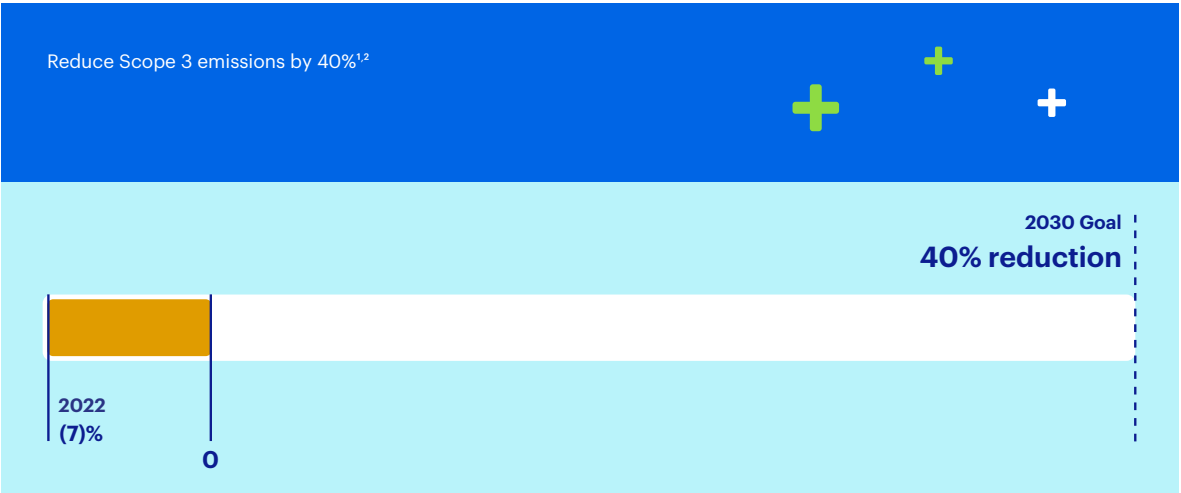 Reduce Scope 3 emissions by 40%¹,²
2030 Goal
40% reduction
2022
(7)%
0